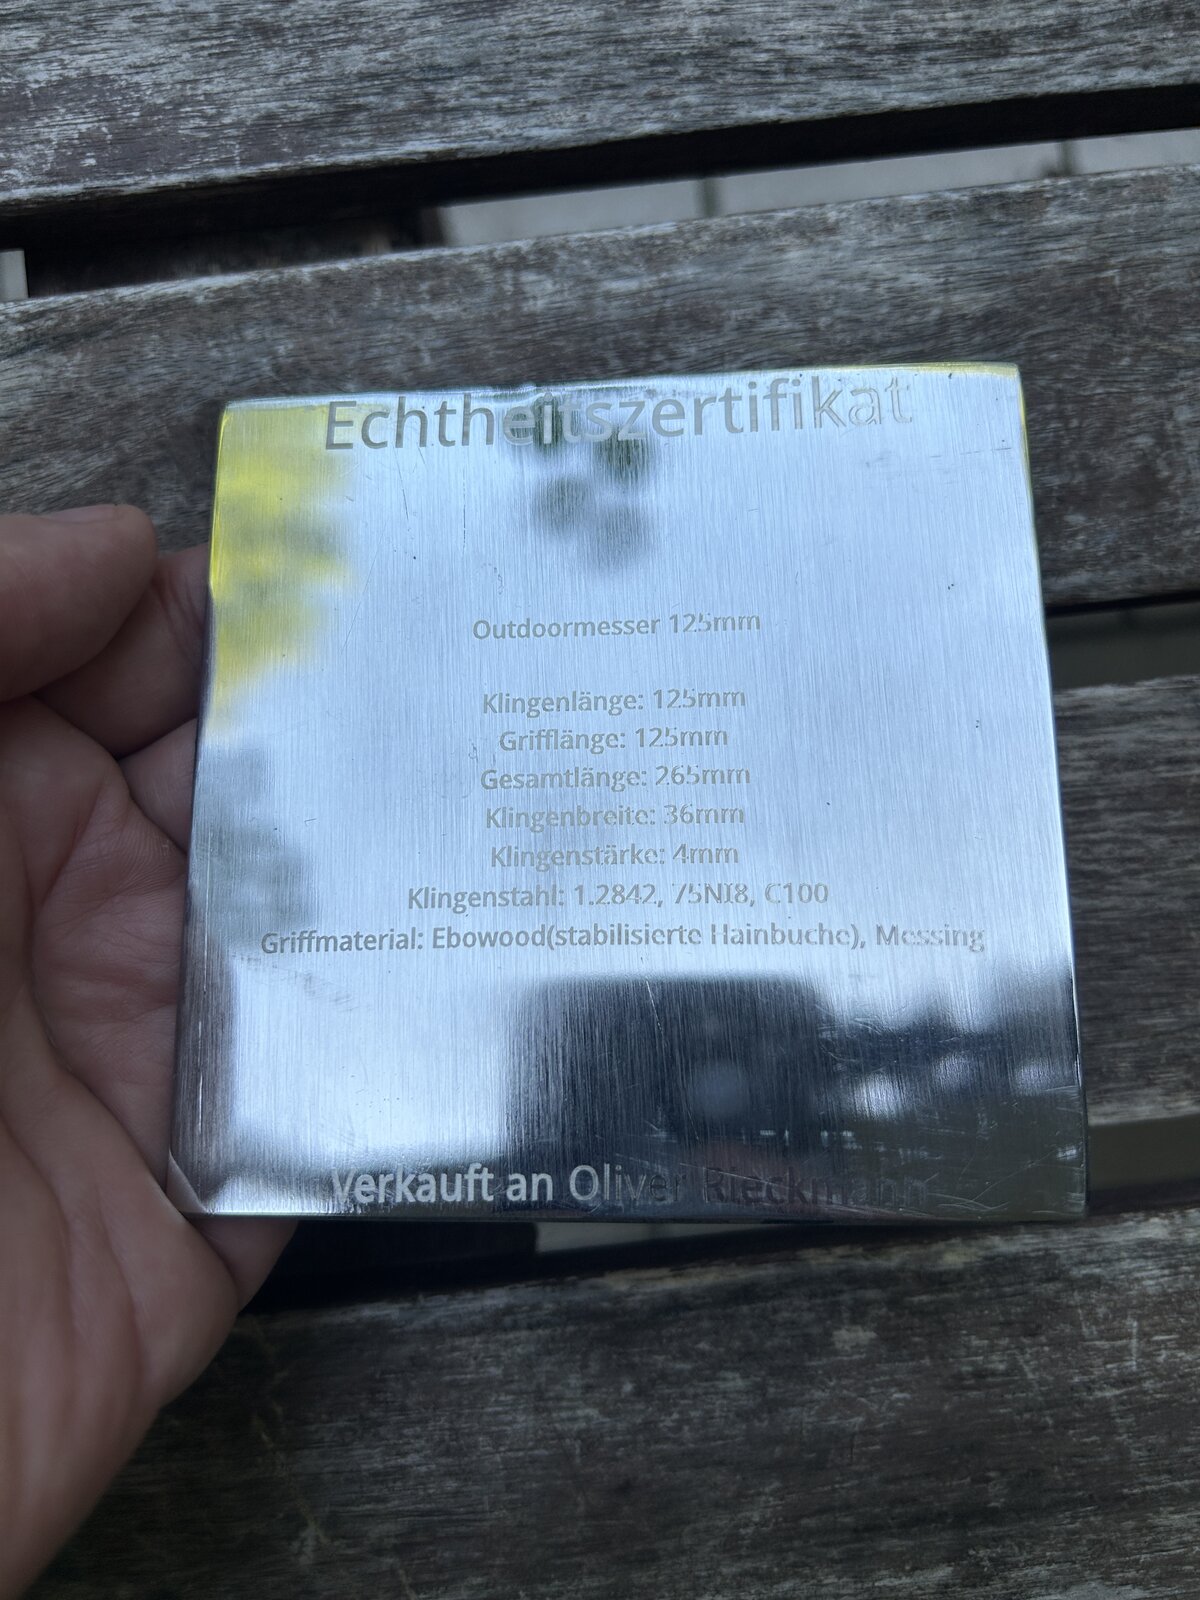 Echtheitszertifikat
Outdoormesser 125mm
Klingenlänge: 125mm
Grifflänge: 125mm
Gesamtlänge: 265mm
Klingenbreite: 36mm
Klingenstärke: 4mm
Klingenstahl: 1.2842, 75NI8, C100
Griffmaterial: Ebowood(stabilisierte Hainbuche), Messing
Verkauft an Oliver Rieckmann